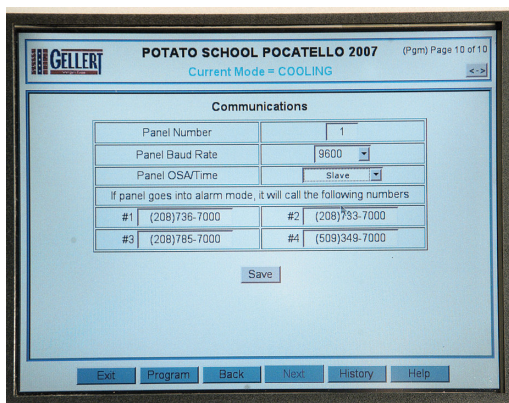 GELLERT
POTATO SCHOOL POCATELLO 2007
(Pgm) Page 10 of 10
Current Mode = COOLING
<->
Communications
Panel Number 1
Panel Baud Rate 9600
Panel OSA/Time Slave
If panel goes into alarm mode, it will call the following numbers
#1 (208)736-7000 #2 (208)733-7000
#3 (208)785-7000 #4 (509)349-7000
Save
Exit Program Back Next History Help